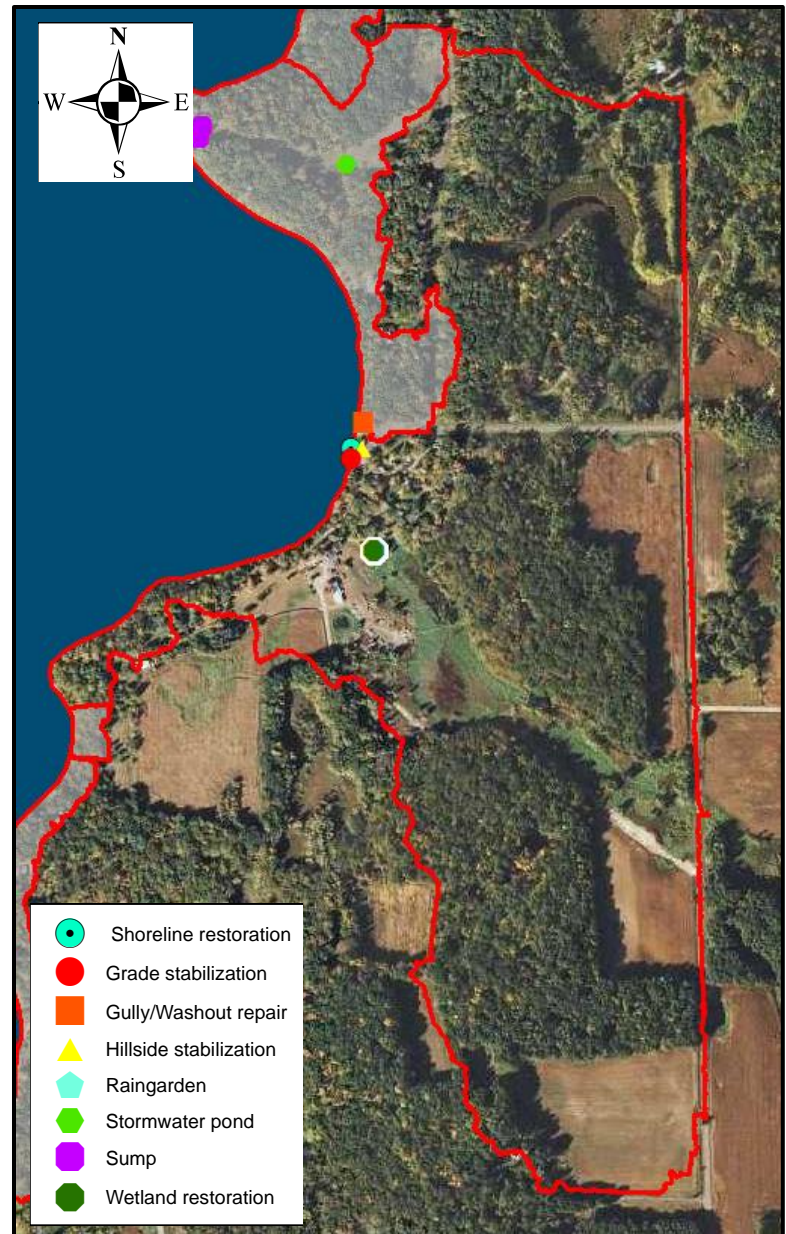 N
W E
S
Shoreline restoration
Grade stabilization
Gully/Washout repair
Hillside stabilization
Raingarden
Stormwater pond
Sump
Wetland restoration